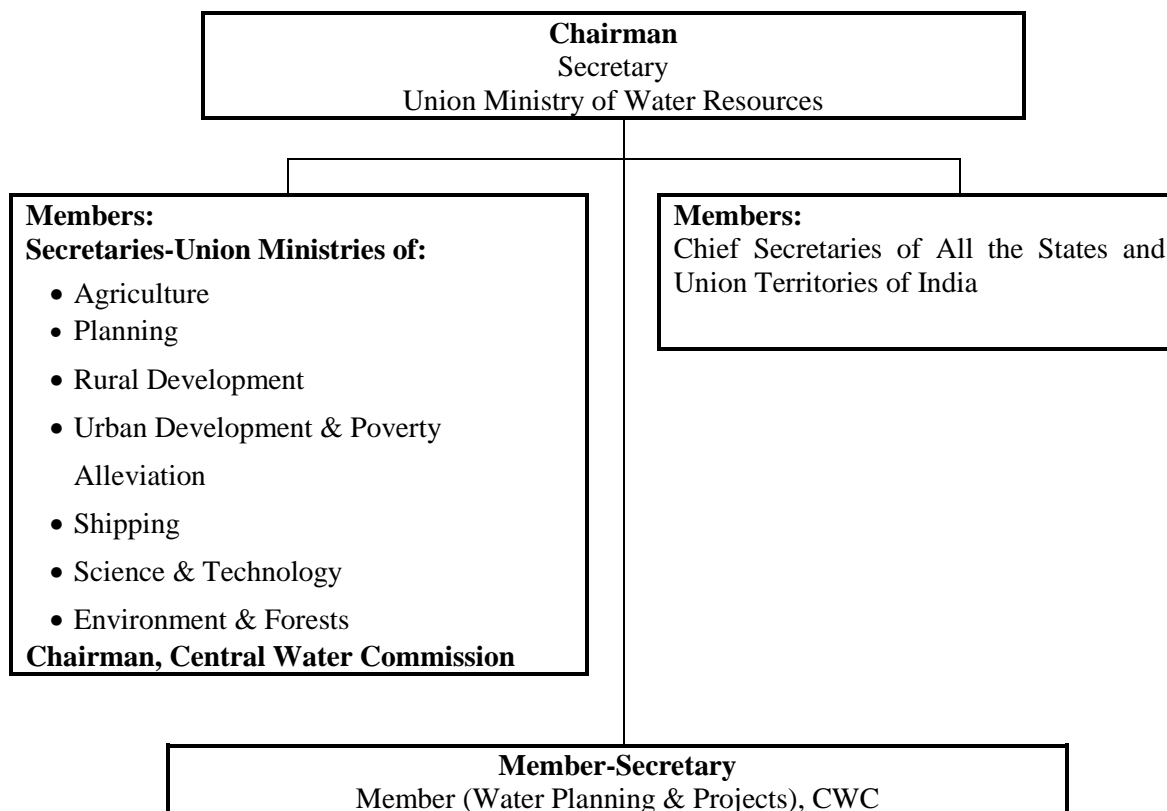 Chairman
Secretary
Union Ministry of Water Resources
Members:
Secretaries-Union Ministries of:
• Agriculture
• Planning
• Rural Development
• Urban Development & Poverty
Alleviation
• Shipping
• Science & Technology
• Environment & Forests
Chairman, Central Water Commission
Members:
Chief Secretaries of All the States and
Union Territories of India
Member-Secretary
Member (Water Planning & Projects), CWC